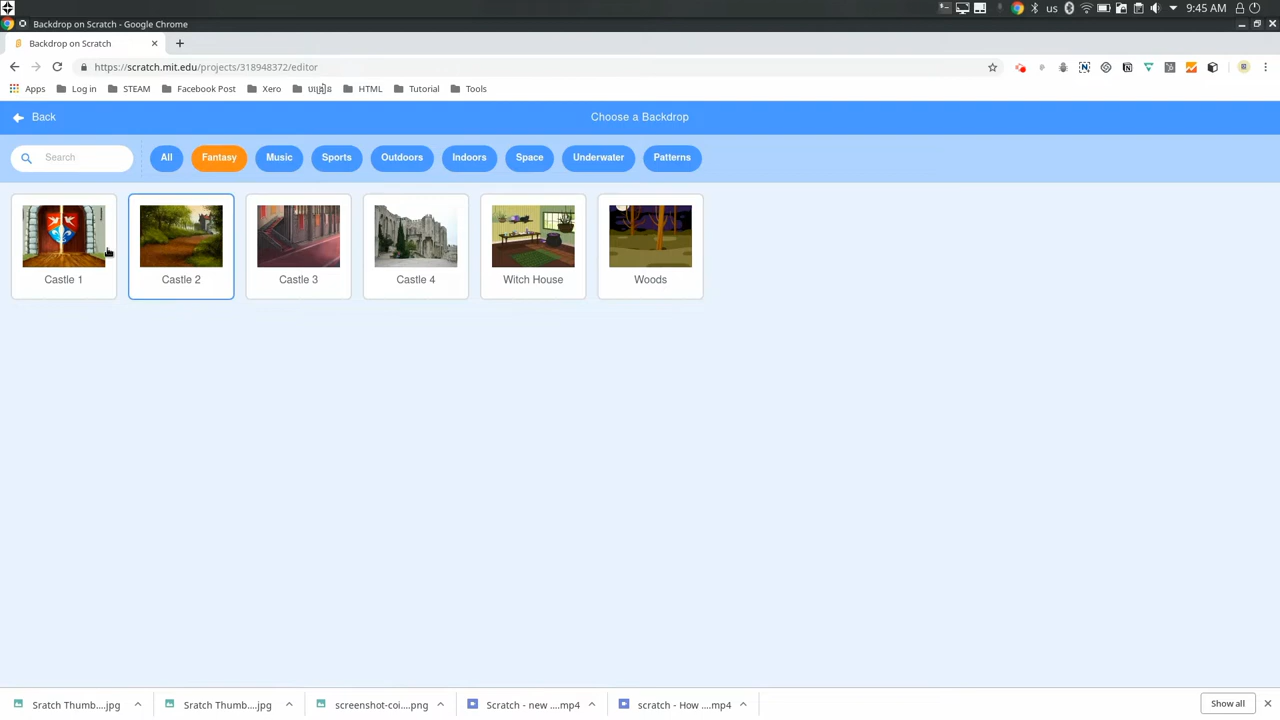 us
9:45 AM
Backdrop on Scratch - Google Chrome
Backdrop on Scratch
https://scratch.mit.edu/projects/318948372/editor
Apps Log in STEAM Facebook Post Xero HTML Tutorial Tools
Back
Choose a Backdrop
Search All Fantasy Music Sports Outdoors Indoors Space Underwater Patterns
Castle 1 Castle 2 Castle 3 Castle 4 Witch House Woods
Sratch Thumb....jpg Sratch Thumb....jpg screenshot-coi....png Scratch - new ....mp4 scratch - How ....mp4 Show all